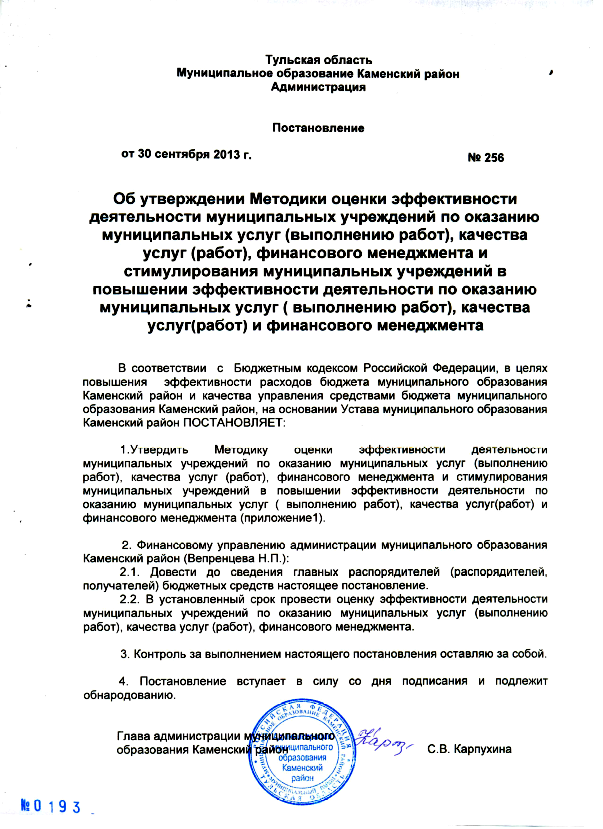 Тульская область
Муниципальное образование Каменский район
Администрация
Постановление
от 30 сентября 2013 г.
№ 256
Об утверждении Методики оценки эффективности
деятельности муниципальных учреждений по оказанию
муниципальных услуг (выполнению работ), качества
услуг (работ), финансового менеджмента и
стимулирования муниципальных учреждений в
повышении эффективности деятельности по оказанию
муниципальных услуг ( выполнению работ), качества
услуг(работ) и финансового менеджмента
В соответствии с Бюджетным кодексом Российской Федерации, в целях
повышения эффективности расходов бюджета муниципального образования
Каменский район и качества управления средствами бюджета муниципального
образования Каменский район, на основании Устава муниципального образования
Каменский район ПОСТАНОВЛЯЕТ:
1.Утвердить Методику оценки эффективности деятельности
муниципальных учреждений по оказанию муниципальных услуг (выполнению
работ), качества услуг (работ), финансового менеджмента и стимулирования
муниципальных учреждений в повышении эффективности деятельности по
оказанию муниципальных услуг ( выполнению работ), качества услуг(работ) и
финансового менеджмента (приложение1).
2. Финансовому управлению администрации муниципального образования
Каменский район (Вепренцева Н.П.):
2.1. Довести до сведения главных распорядителей (распорядителей,
получателей) бюджетных средств настоящее постановление.
2.2. В установленный срок провести оценку эффективности деятельности
муниципальных учреждений по оказанию муниципальных услуг (выполнению
работ), качества услуг (работ), финансового менеджмента.
3. Контроль за выполнением настоящего постановления оставляю за собой.
4. Постановление вступает в силу со дня подписания и подлежит
обнародованию.
Глава администрации муниципального
образования Каменский район
С.В. Карпухина
муниципального
образования
Каменский
район
№0193